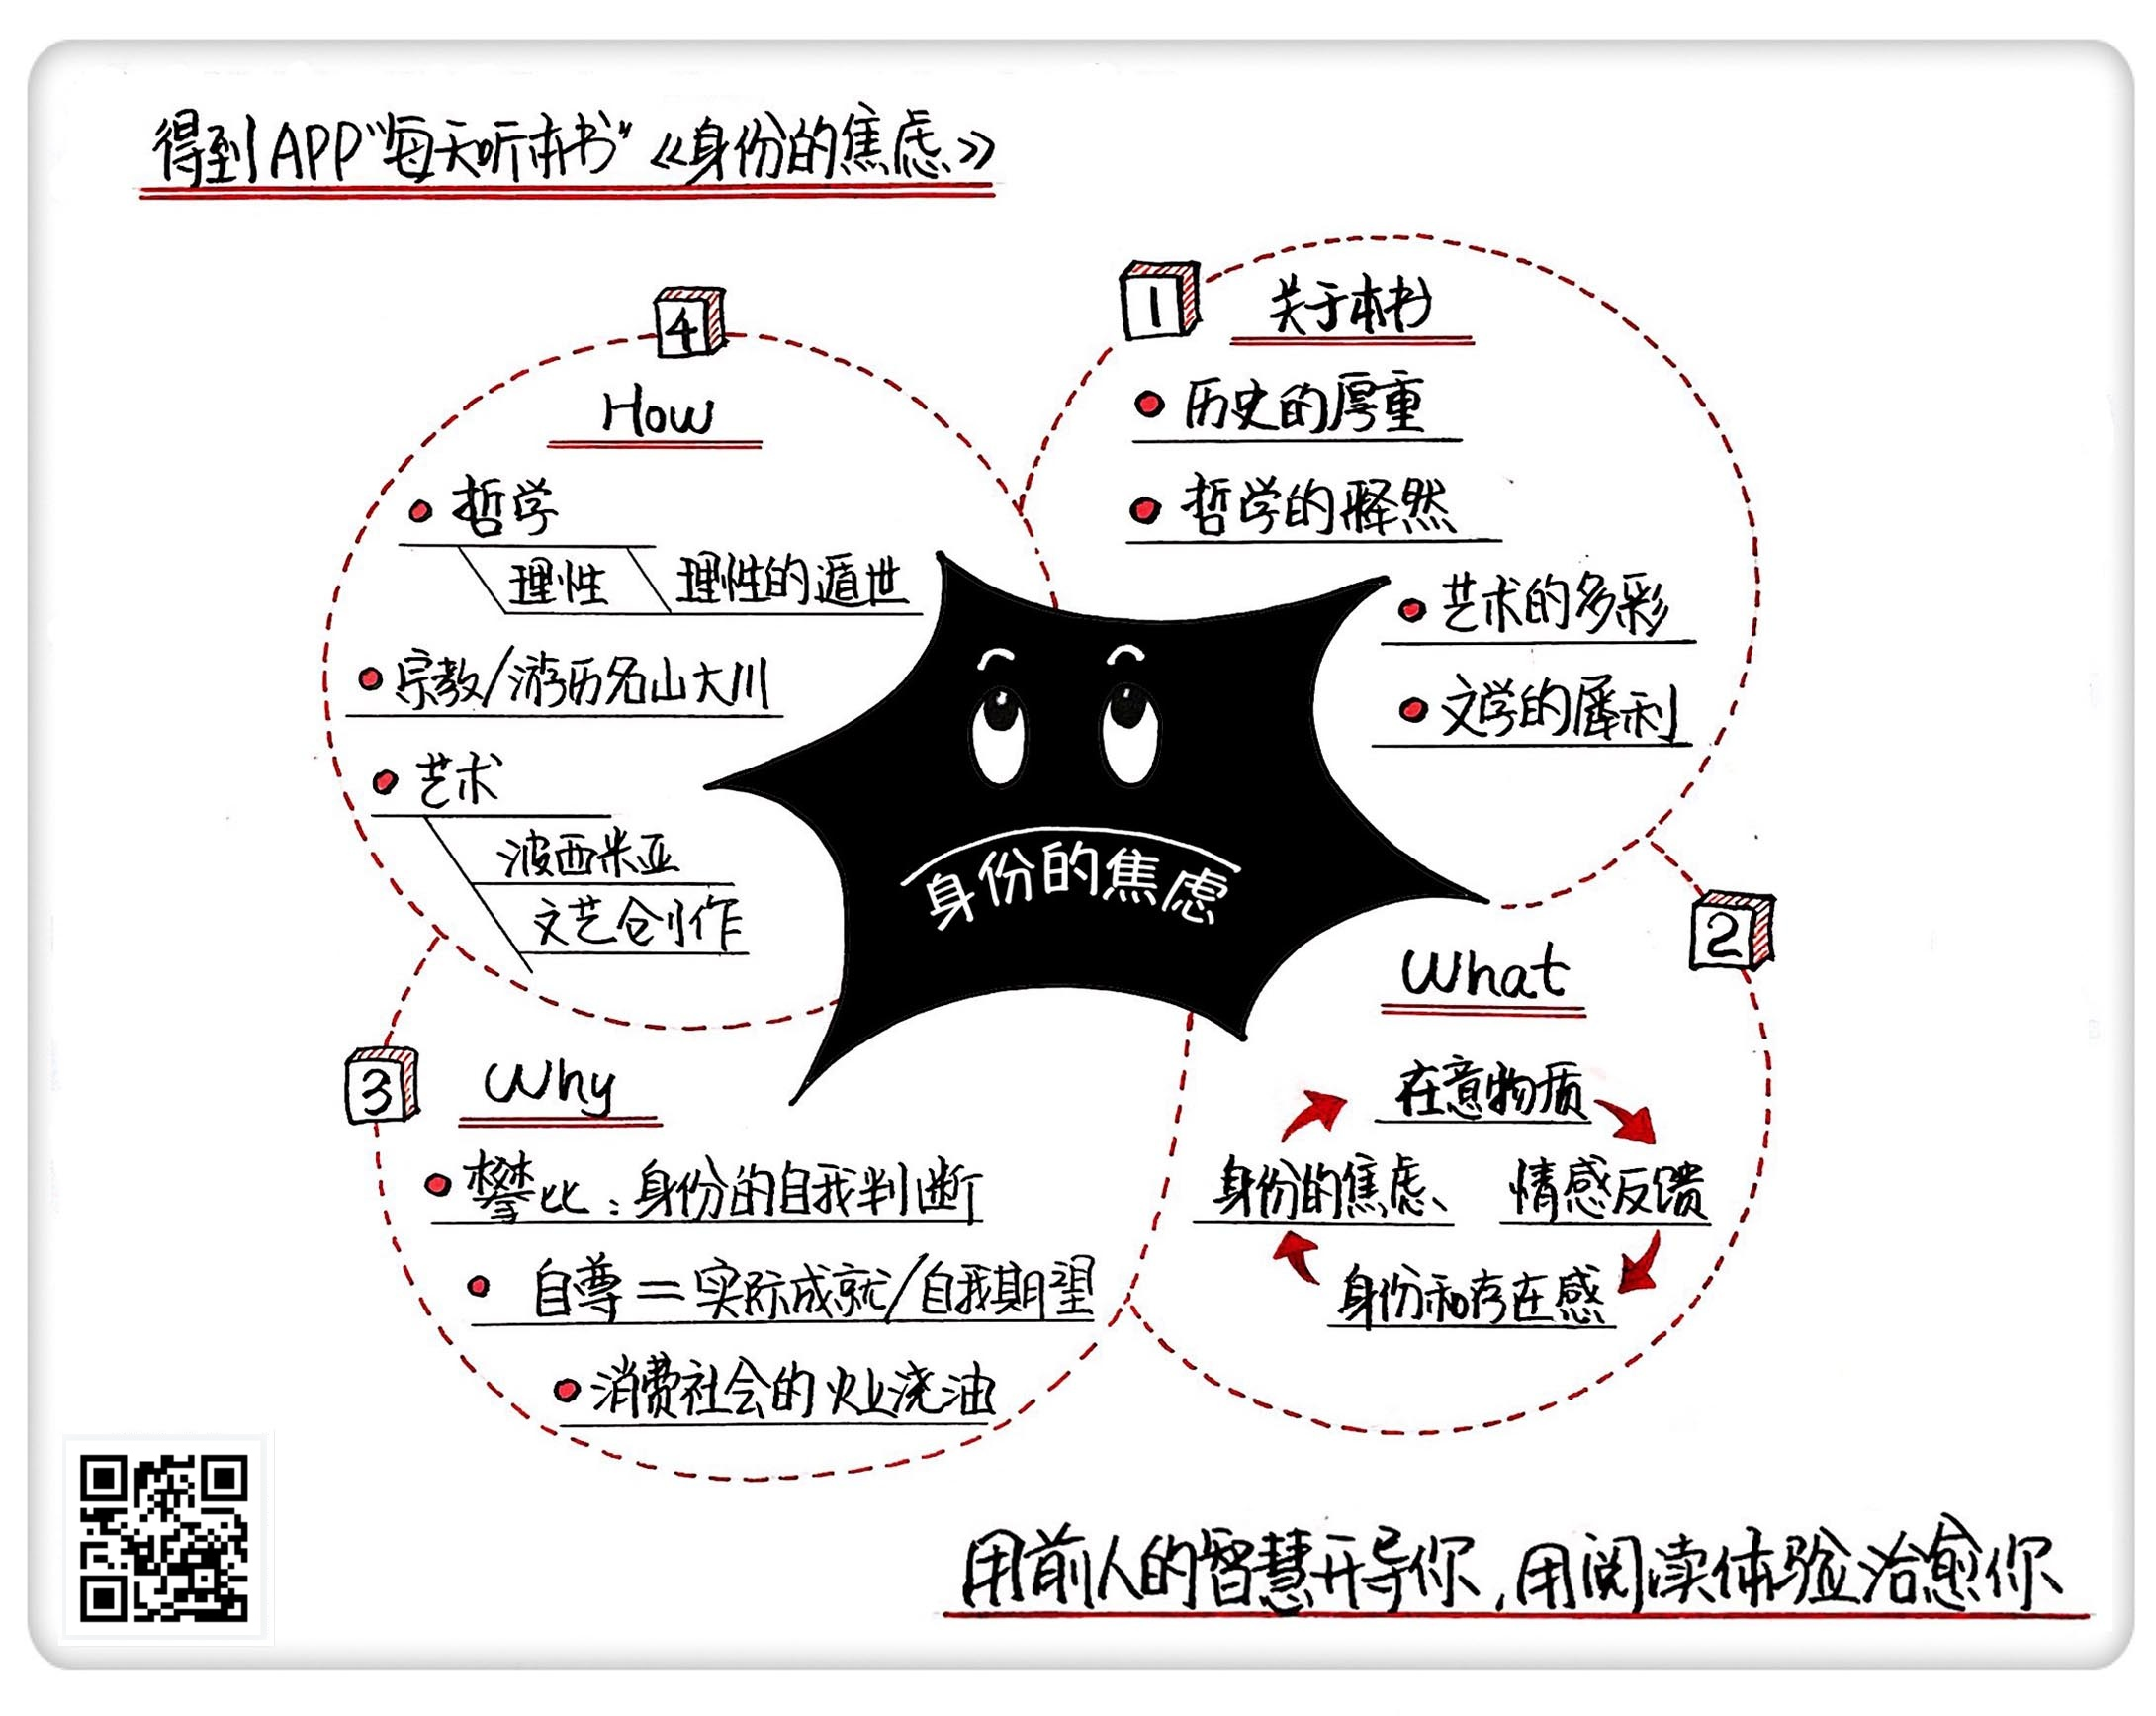 得到APP“每天听本书”《身份的焦虑》
1
关于本书
历史的厚重
哲学的释然
艺术的多彩
文学的犀利
2
What
在意物质
情感反馈
身份和存在感
身份的焦虑
3
Why
攀比：身份的自我判断
自尊＝实际成就/自我期望
消费社会的火上浇油
4
How
哲学
理性 理性的遁世
宗教/游历名山大川
艺术
波西米亚
文艺创作
身份的焦虑
用前人的智慧开导你，用阅读体验治愈你